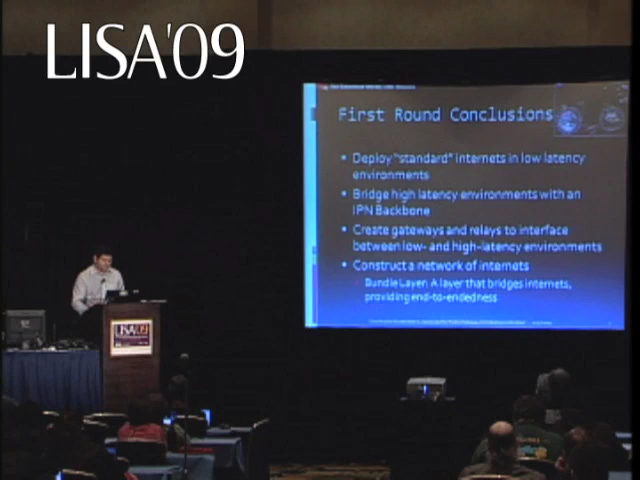 LISA'09
First Round Conclusions
• Deploy "standard" internets in low latency
environments
• Bridge high latency environments with an
IPN Backbone
• Create gateways and relays to interface
between low- and high-latency environments
• Construct a network of internets
Bundle Layer: A layer that bridges internets,
providing end-to-endedness
LISA'09